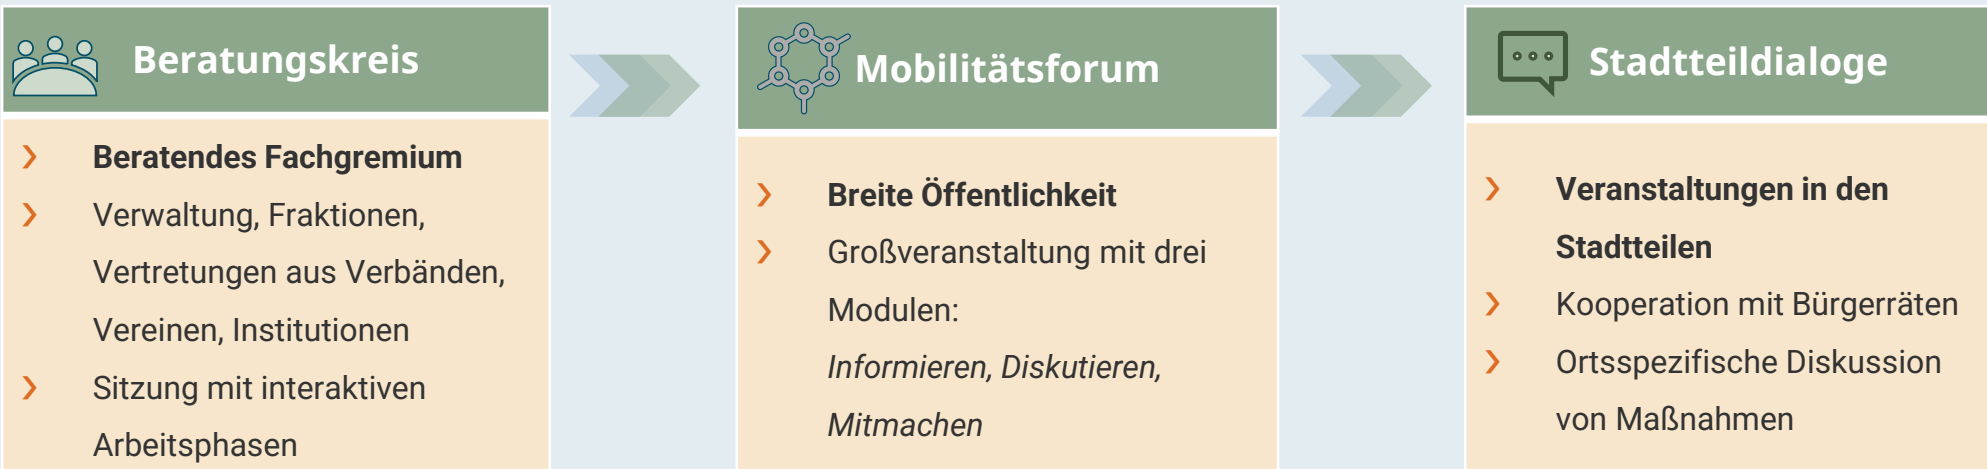 Beratungskreis
Beratendes Fachgremium
Verwaltung, Fraktionen,
Vertretungen aus Verbänden,
Vereinen, Institutionen
Sitzung mit interaktiven
Arbeitsphasen
Mobilitätsforum
Breite Öffentlichkeit
Großveranstaltung mit drei
Modulen:
Informieren, Diskutieren,
Mitmachen
Stadtteildialoge
Veranstaltungen in den
Stadtteilen
Kooperation mit Bürgerräten
Ortsspezifische Diskussion
von Maßnahmen